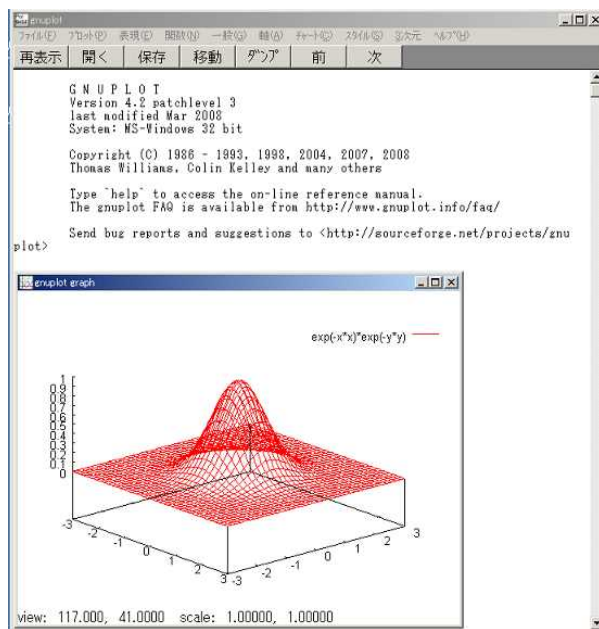 gnuplot
ファイル(F) プロット(P) 表現(E) 関数(N) 一般(G) 軸(A) チャート(C) スタイル(S) 3次元 ヘルプ(H)
再表示 開く 保存 移動 ダンプ 前 次
G N U P L O T
Version 4.2 patchlevel 3
last modified Mar 2008
System: MS-Windows 32 bit
Copyright (C) 1986 - 1993, 1998, 2004, 2007, 2008
Thomas Williams, Colin Kelley and many others
Type `help` to access the on-line reference manual.
The gnuplot FAQ is available from http://www.gnuplot.info/faq/
Send bug reports and suggestions to <http://sourceforge.net/projects/gnu
plot>
gnuplot graph
exp(-x*x)*exp(-y*y)
1
0.9
0.8
0.7
0.6
0.5
0.4
0.3
0.2
0.1
0
-3 -2 -1 0 1 2 3
-3 -2 -1 0 1 2 3
view: 117.000, 41.0000 scale: 1.00000, 1.00000